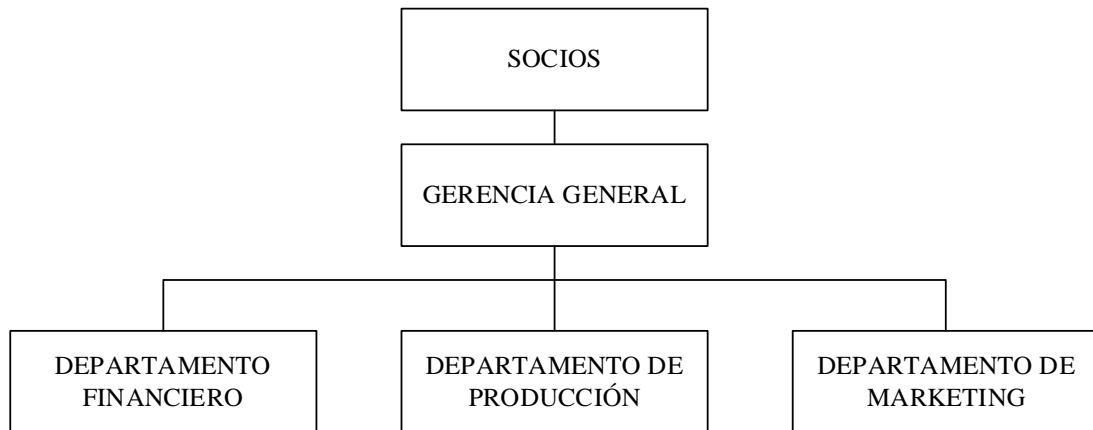 SOCIOS
GERENCIA GENERAL
DEPARTAMENTO
FINANCIERO
DEPARTAMENTO DE
PRODUCCIÓN
DEPARTAMENTO DE
MARKETING